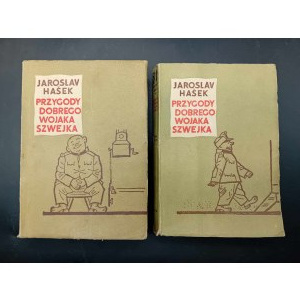 JAROSLAV
HAŠEK
PRZYGODY
DOBREGO
WOJAKA
SZWEJKA
JAROSLAV
HAŠEK
PRZYGODY
DOBREGO
WOJAKA
SZWEJKA